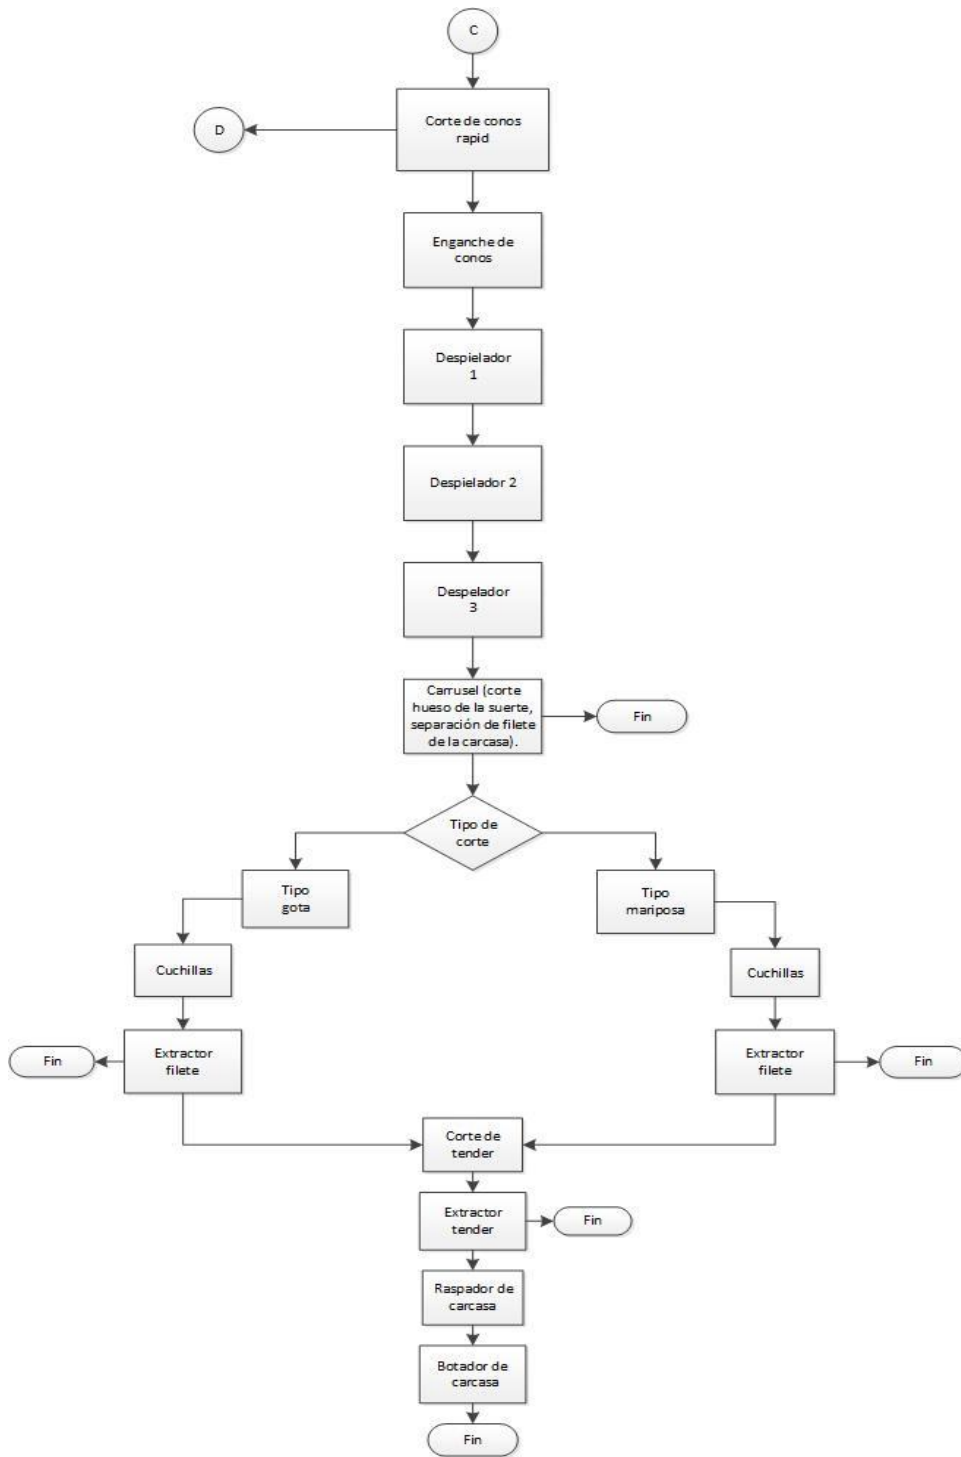 C
Corte de conos
rapid
D
Enganche de
conos
Despielador
1
Despielador 2
Despelador
3
Carrusel (corte
hueso de la suerte,
separación de filete
de la carcasa).
Fin
Tipo de
corte
Tipo
gota
Tipo
mariposa
Cuchillas
Cuchillas
Fin
Extractor
filete
Extractor
filete
Fin
Corte de
tender
Extractor
tender
Fin
Raspador de
carcasa
Botador de
carcasa
Fin